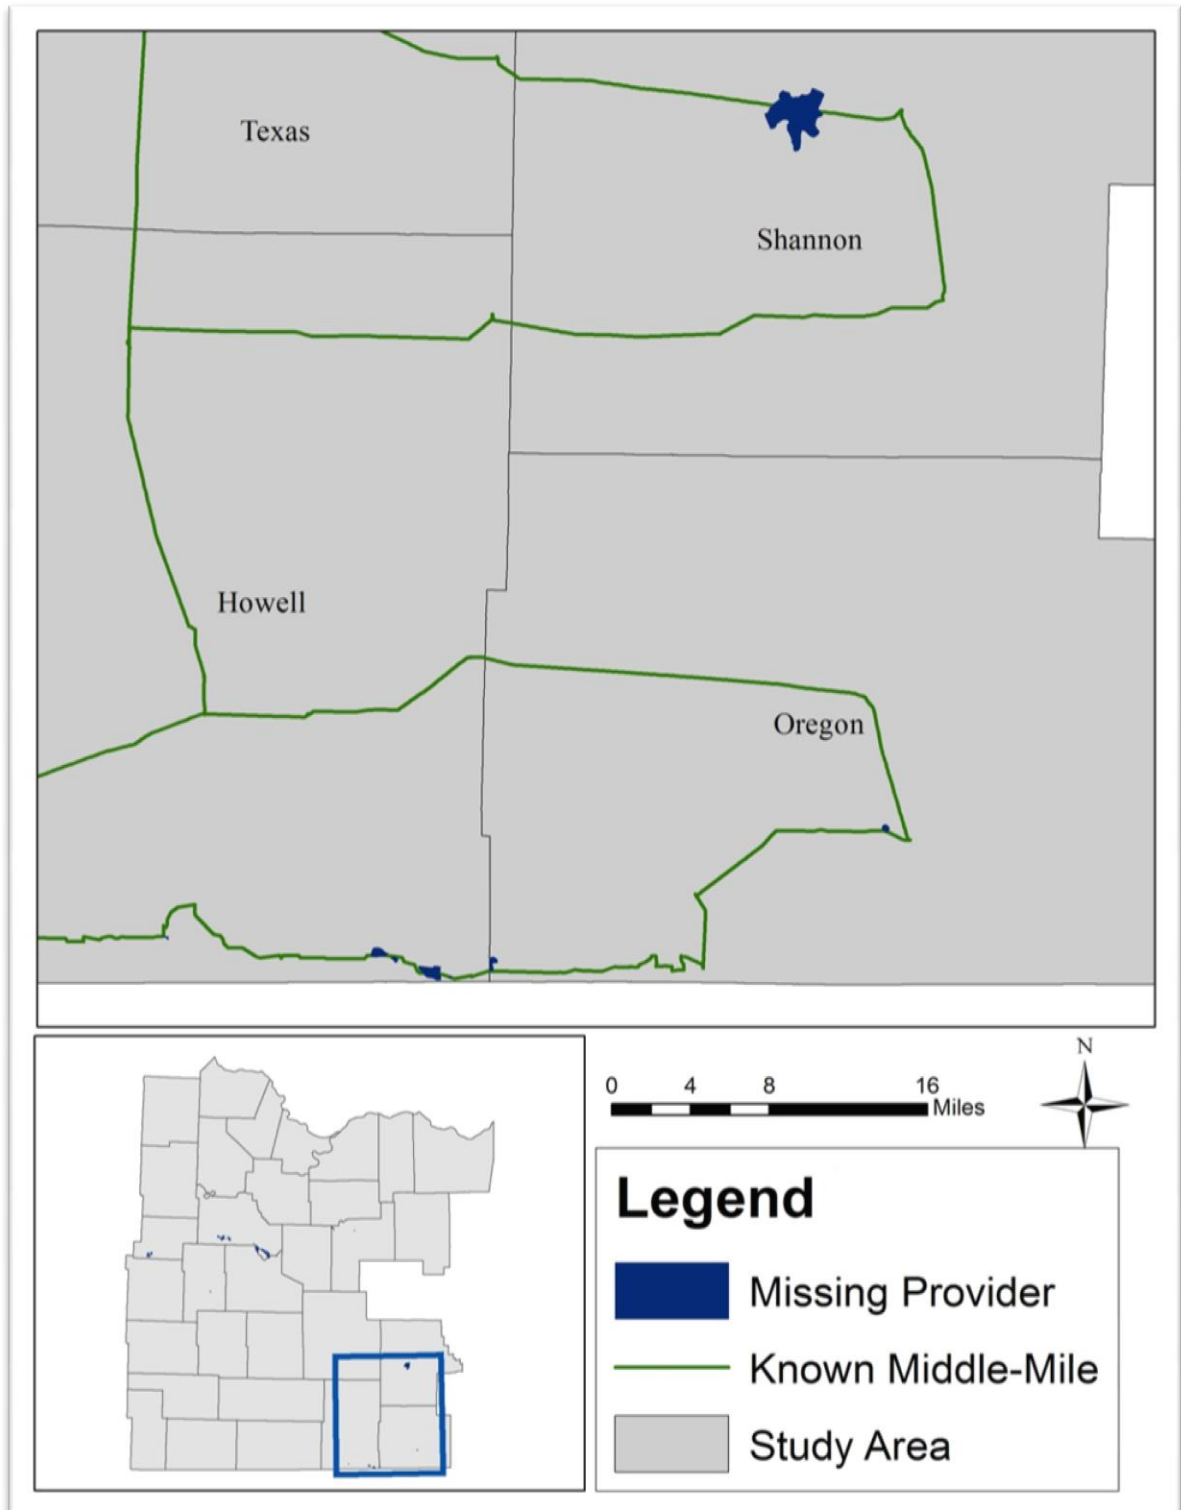 Texas
Shannon
Howell
Oregon
N
0 4 8 16
Miles
Legend
Missing Provider
Known Middle-Mile
Study Area